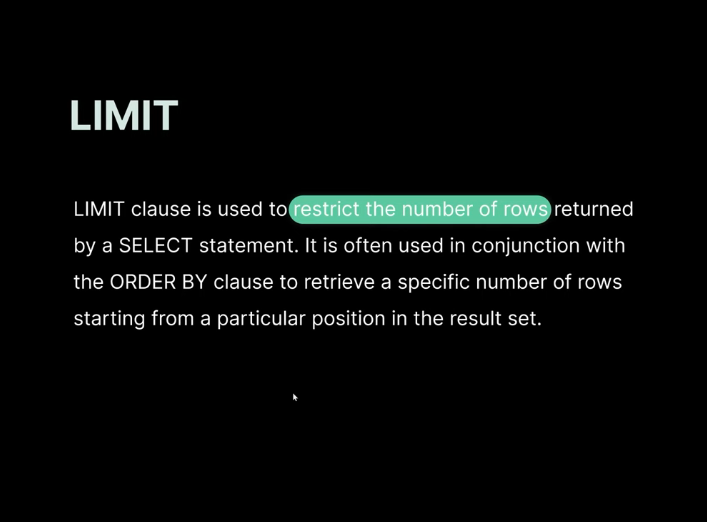 LIMIT
LIMIT clause is used to restrict the number of rows returned
by a SELECT statement. It is often used in conjunction with
the ORDER BY clause to retrieve a specific number of rows
starting from a particular position in the result set.